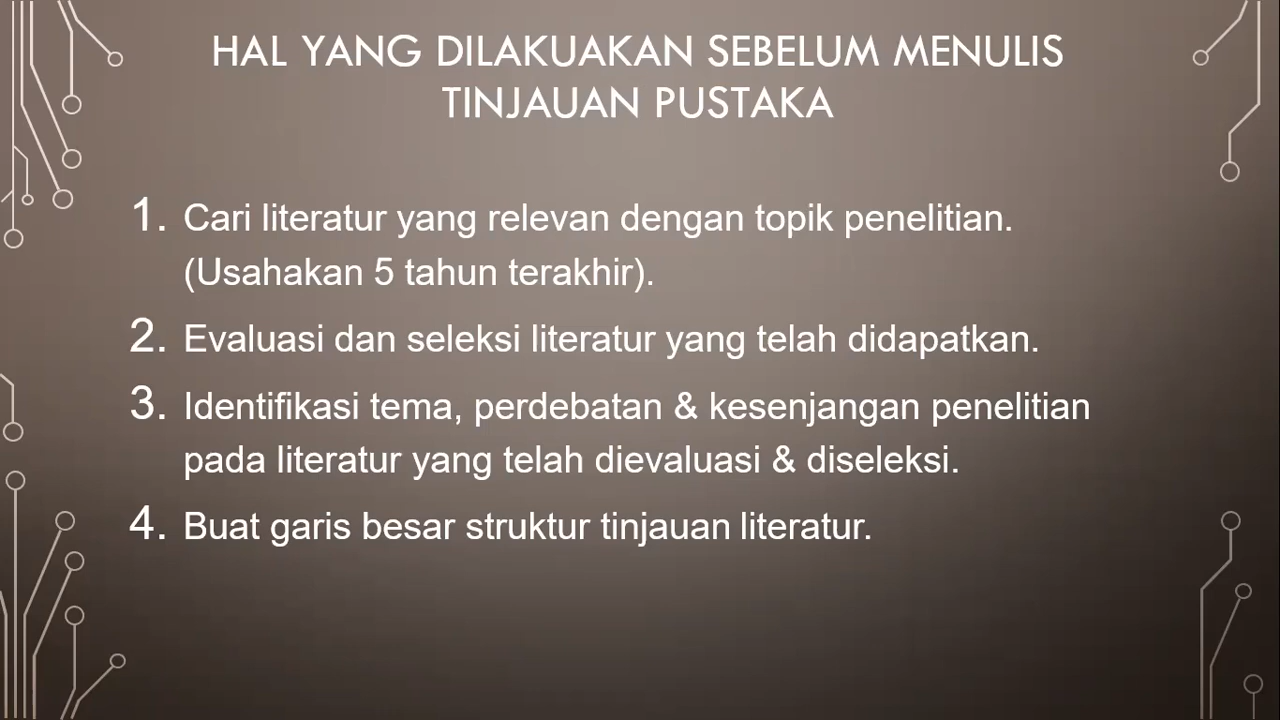 HAL YANG DILAKUAKAN SEBELUM MENULIS
TINJAUAN PUSTAKA
1. Cari literatur yang relevan dengan topik penelitian.
(Usahakan 5 tahun terakhir).
2. Evaluasi dan seleksi literatur yang telah didapatkan.
3. Identifikasi tema, perdebatan & kesenjangan penelitian
pada literatur yang telah dievaluasi & diseleksi.
4. Buat garis besar struktur tinjauan literatur.